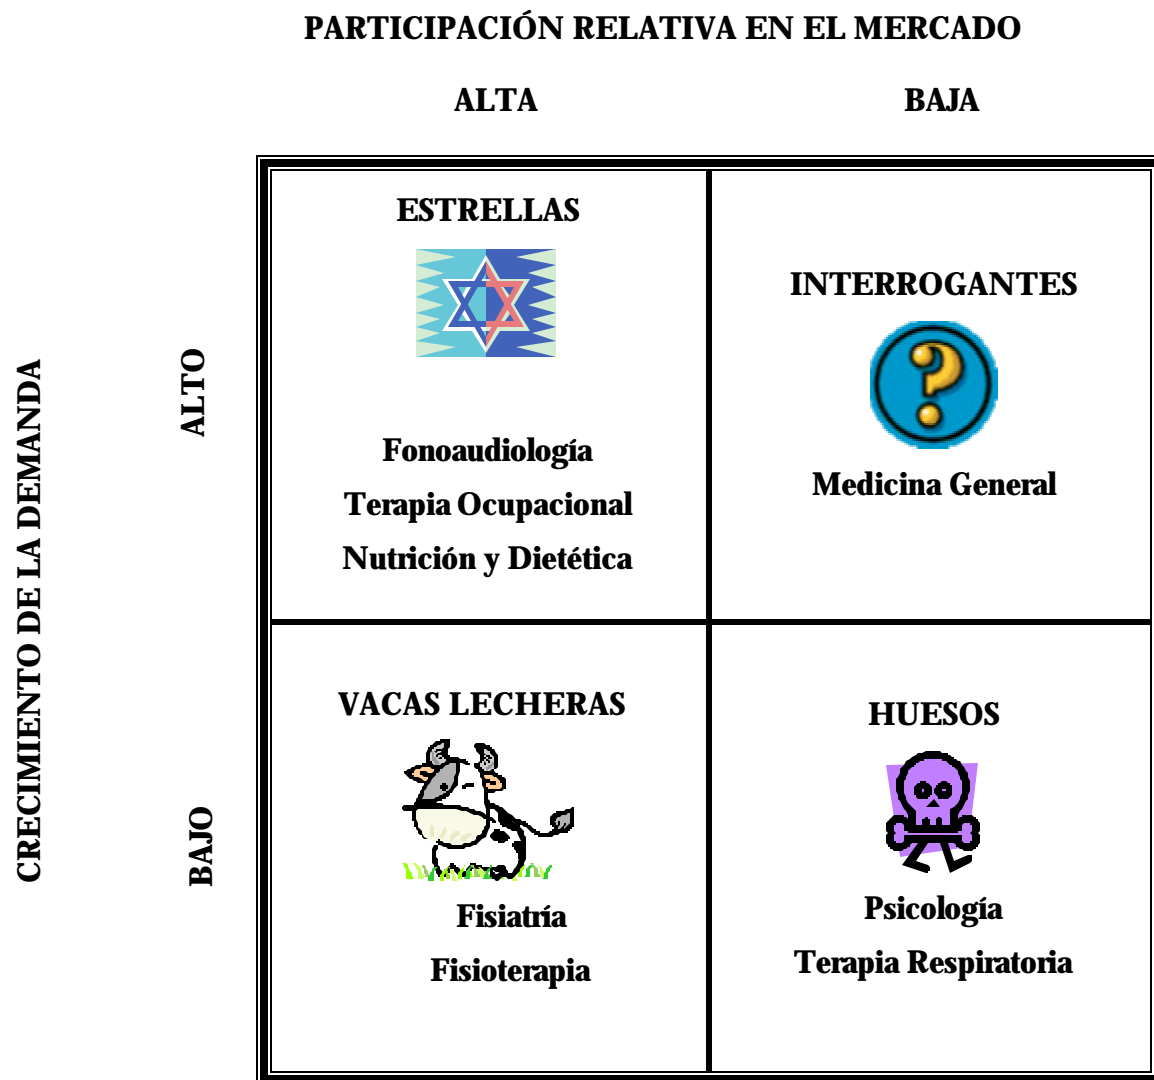 PARTICIPACIÓN RELATIVA EN EL MERCADO
ALTA
BAJA
CRECIMIENTO DE LA DEMANDA
ALTO
ESTRELLAS
Fonoaudiología
Terapia Ocupacional
Nutrición y Dietética
INTERROGANTES
?
Medicina General
BAJO
VACAS LECHERAS
Fisiatría
Fisioterapia
HUESOS
Psicología
Terapia Respiratoria